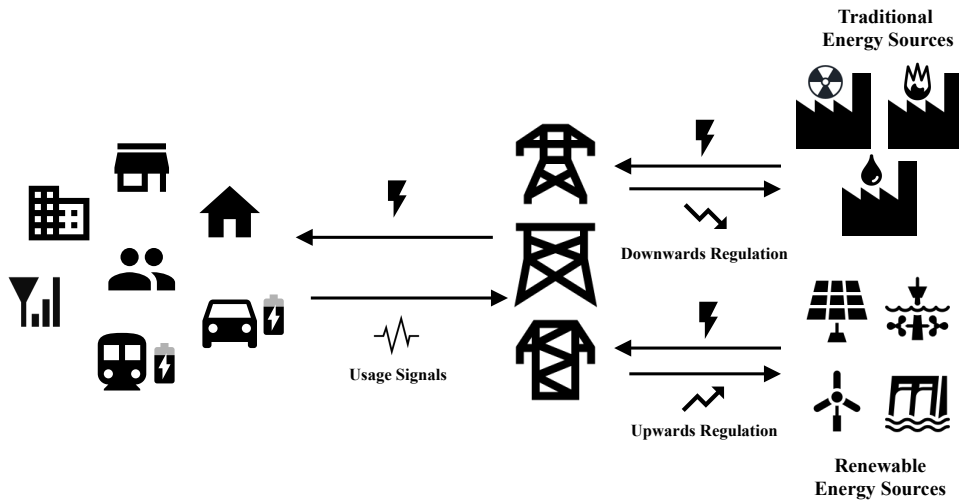 Traditional
Energy Sources
Downwards Regulation
Usage Signals
Upwards Regulation
Renewable
Energy Sources